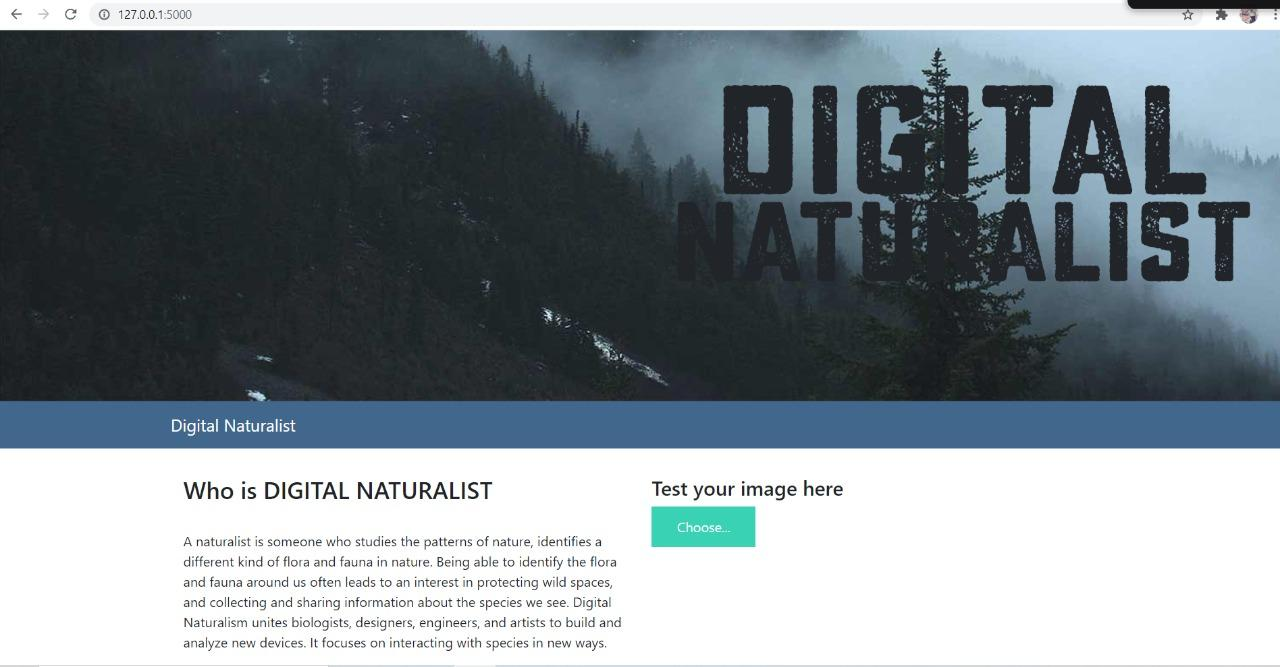 127.0.0.1:5000
DIGITAL
NATURALIST
Digital Naturalist
Who is DIGITAL NATURALIST
A naturalist is someone who studies the patterns of nature, identifies a
different kind of flora and fauna in nature. Being able to identify the flora
and fauna around us often leads to an interest in protecting wild spaces,
and collecting and sharing information about the species we see. Digital
Naturalism unites biologists, designers, engineers, and artists to build and
analyze new devices. It focuses on interacting with species in new ways.
Test your image here
Choose...